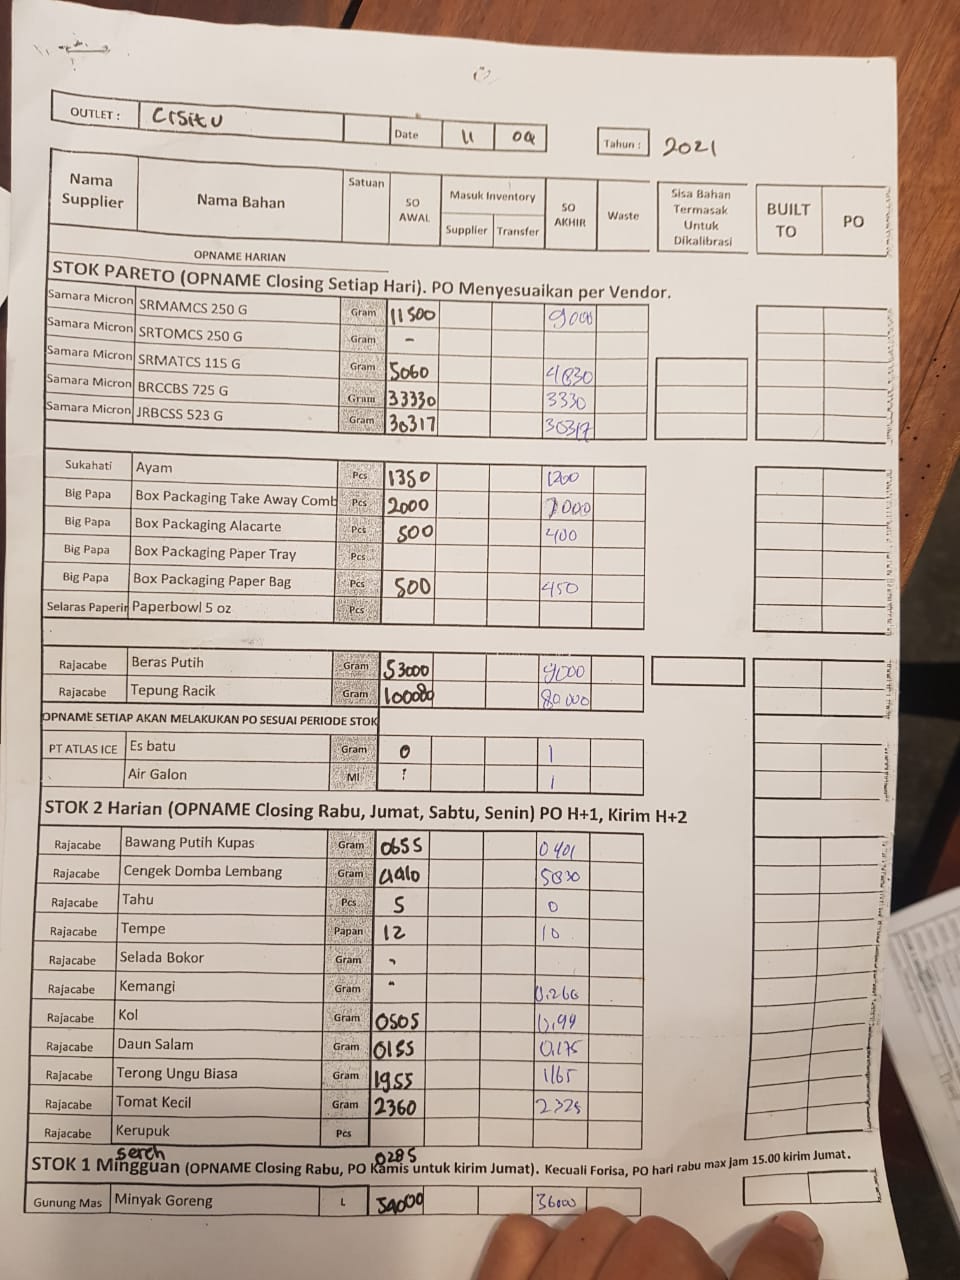 OUTLET : Cisitu Date 11 09 Tahun : 2021
Nama Supplier Nama Bahan Satuan SO AWAL Masuk Inventory Supplier Transfer SO AKHIR Waste Sisa Bahan Termasak Untuk Dikalibrasi BUILT TO PO
OPNAME HARIAN
STOK PARETO (OPNAME Closing Setiap Hari). PO Menyesuaikan per Vendor.
Samara Micron SRMAMCS 250 G Gram 11500 9000
Samara Micron SRTOMCS 250 G Gram -
Samara Micron SRMATCS 115 G Gram 5060 4830
Samara Micron BRCCBS 725 G Gram 33330 3330
Samara Micron JRBCSS 523 G Gram 30317 30317
Sukahati Ayam Pcs 1350 1200
Big Papa Box Packaging Take Away Comb Pcs 2000 2000
Big Papa Box Packaging Alacarte Pcs 500 400
Big Papa Box Packaging Paper Tray Pcs
Big Papa Box Packaging Paper Bag Pcs 500 450
Selaras Paperin Paperbowl 5 oz Pcs
Rajacabe Beras Putih Gram 53000 9000
Rajacabe Tepung Racik Gram 100080 80000
OPNAME SETIAP AKAN MELAKUKAN PO SESUAI PERIODE STOK
PT ATLAS ICE Es batu Gram 0 1
Air Galon Ml 1
STOK 2 Harian (OPNAME Closing Rabu, Jumat, Sabtu, Senin) PO H+1, Kirim H+2
Rajacabe Bawang Putih Kupas Gram 0655 0401
Rajacabe Cengek Domba Lembang Gram
Rajacabe Tahu Pcs 5 0
Rajacabe Tempe Papan 12 10
Rajacabe Selada Bokor Gram
Rajacabe Kemangi Gram 0.266
Rajacabe Kol Gram 0505 0,99
Rajacabe Daun Salam Gram 0155 0,175
Rajacabe Terong Ungu Biasa Gram 1955 1165
Rajacabe Tomat Kecil Gram 2360 2325
Rajacabe Kerupuk Pcs
serch 0285
STOK 1 Mingguan (OPNAME Closing Rabu, PO Kamis untuk kirim Jumat). Kecuali Forisa, PO hari rabu max jam 15.00 kirim Jumat.
Gunung Mas Minyak Goreng L 36000